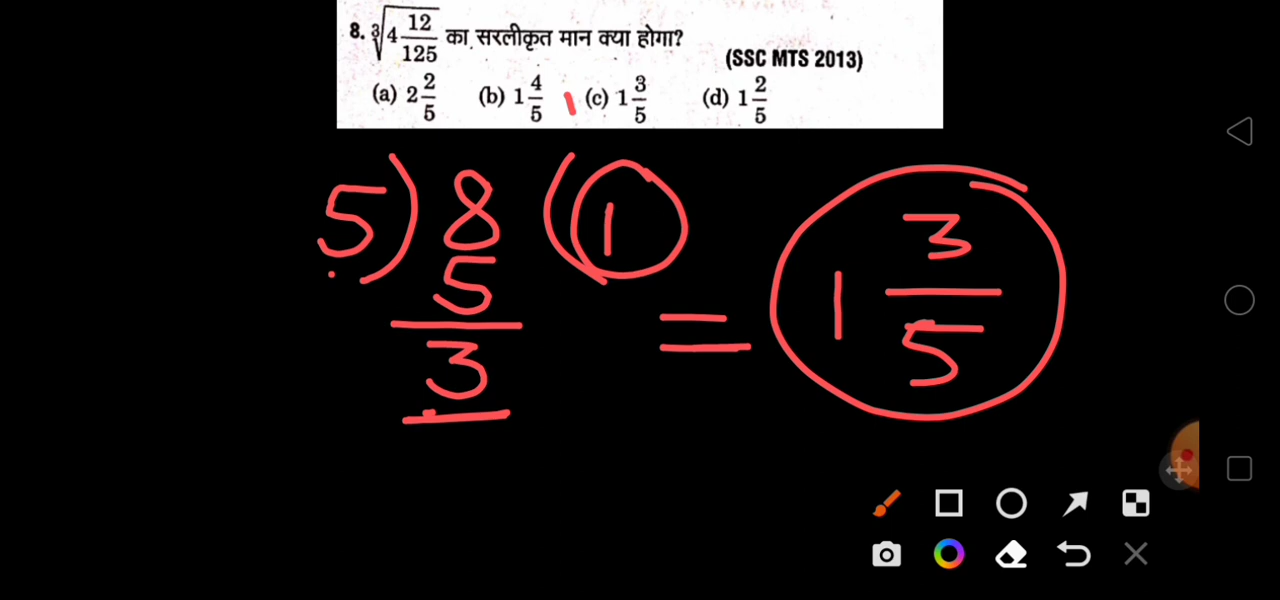 8. ∛4 12/125 का सरलीकृत मान क्या होगा?
(SSC MTS 2013)
(a) 2 2/5 (b) 1 4/5 (c) 1 3/5 (d) 1 2/5
5) 8 (1
5
3
= 1 3/5